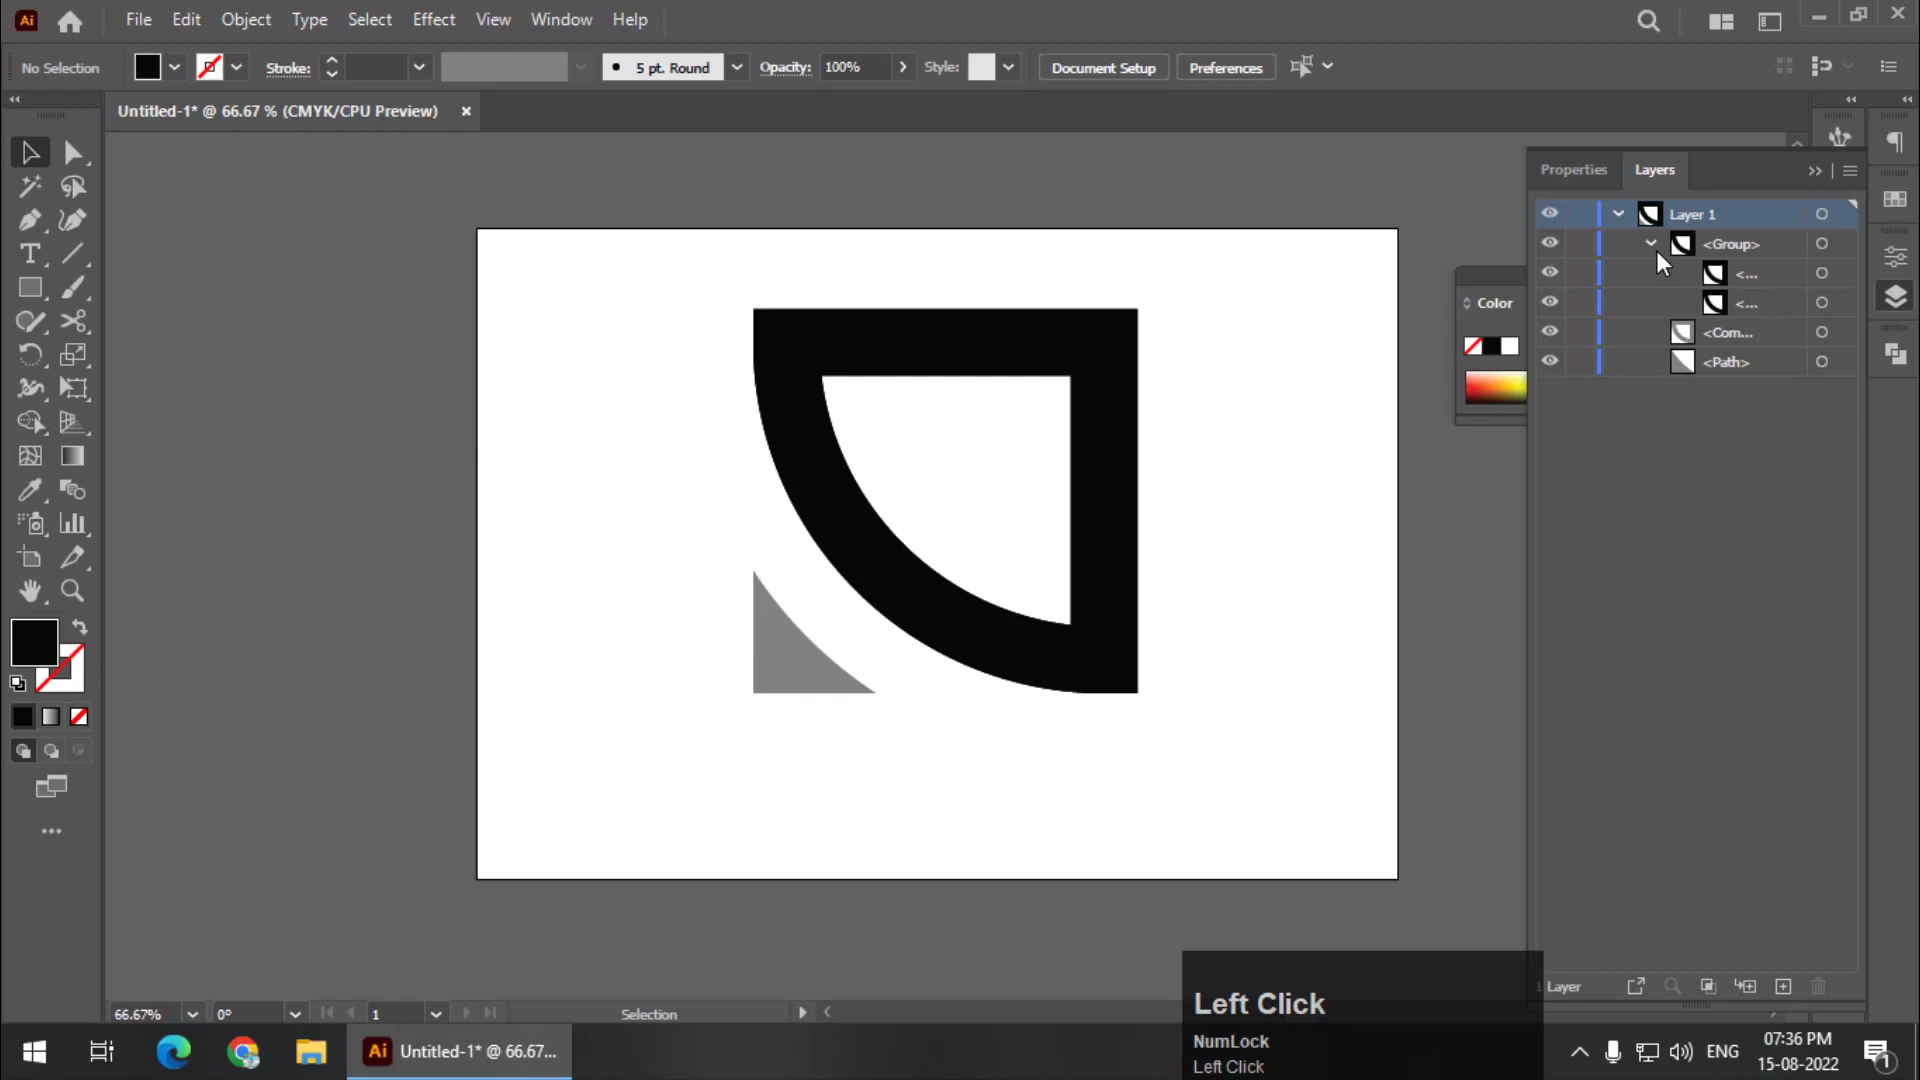 Ai File Edit Object Type Select Effect View Window Help
No Selection Stroke: 5 pt. Round Opacity: 100% Style: Document Setup Preferences
Untitled-1* @ 66.67 % (CMYK/CPU Preview)
Properties Layers
Layer 1
<Group>
<...
<...
<Com...
<Path>
Color
1 Layer
66.67% 0° 1 Selection
Left Click
NumLock
Left Click
Ai Untitled-1* @ 66.67...
ENG
07:36 PM
15-08-2022
1